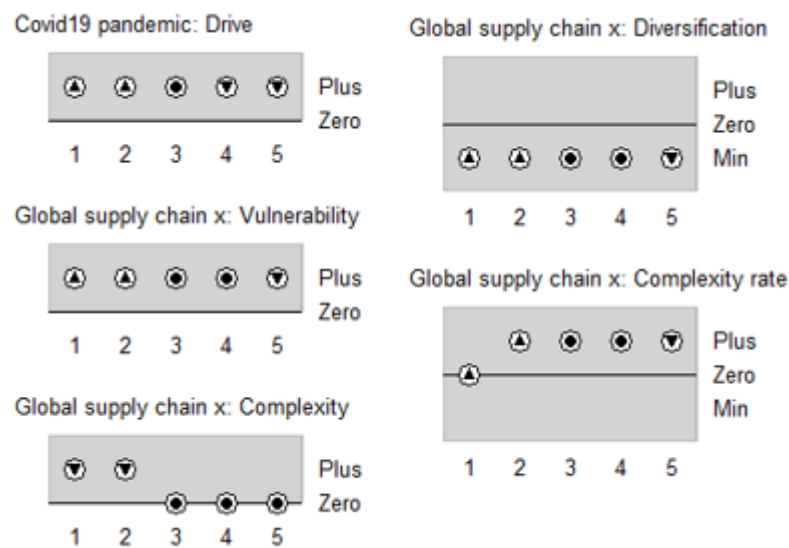 Covid19 pandemic: Drive
Plus
Zero
1 2 3 4 5
Global supply chain x: Vulnerability
Plus
Zero
1 2 3 4 5
Global supply chain x: Complexity
Plus
Zero
1 2 3 4 5
Global supply chain x: Diversification
Plus
Zero
Min
1 2 3 4 5
Global supply chain x: Complexity rate
Plus
Zero
Min
1 2 3 4 5